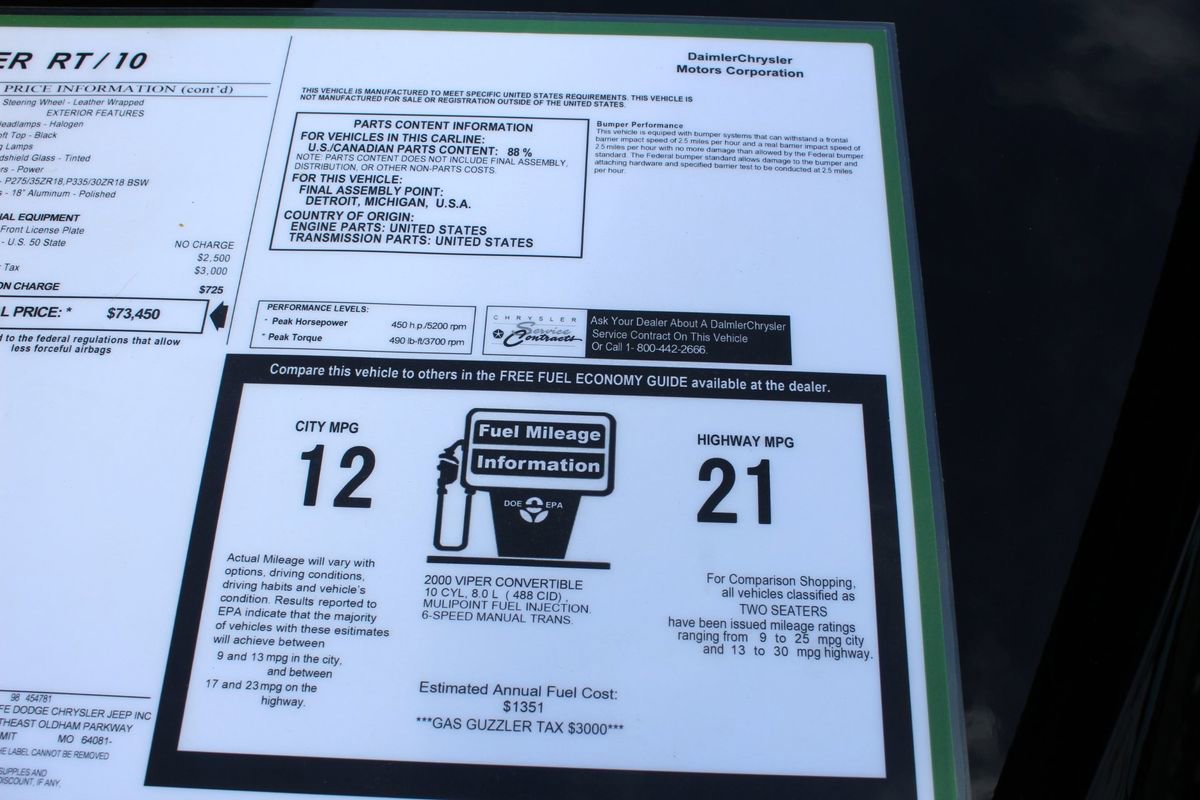 ER RT/10
PRICE INFORMATION (cont'd)
Steering Wheel - Leather Wrapped
EXTERIOR FEATURES
eadlamps - Halogen
ft Top - Black
g Lamps
dshield Glass - Tinted
rs - Power
- P275/35ZR18,P335/30ZR18 BSW
s - 18" Aluminum - Polished
AL EQUIPMENT
Front License Plate
- U.S. 50 State NO CHARGE
$2,500
Tax $3,000
ON CHARGE $725
L PRICE: * $73,450
d to the federal regulations that allow
less forceful airbags
98 454781
FE DODGE CHRYSLER JEEP INC
THEAST OLDHAM PARKWAY
MIT MO 64081-
HE LABEL CANNOT BE REMOVED
SUPPLES AND
DISCOUNT, IF ANY.
DaimlerChrysler
Motors Corporation
THIS VEHICLE IS MANUFACTURED TO MEET SPECIFIC UNITED STATES REQUIREMENTS. THIS VEHICLE IS
NOT MANUFACTURED FOR SALE OR REGISTRATION OUTSIDE OF THE UNITED STATES.
PARTS CONTENT INFORMATION
FOR VEHICLES IN THIS CARLINE:
U.S./CANADIAN PARTS CONTENT: 88 %
NOTE: PARTS CONTENT DOES NOT INCLUDE FINAL ASSEMBLY,
DISTRIBUTION, OR OTHER NON-PARTS COSTS.
FOR THIS VEHICLE:
FINAL ASSEMBLY POINT:
DETROIT, MICHIGAN, U.S.A.
COUNTRY OF ORIGIN:
ENGINE PARTS: UNITED STATES
TRANSMISSION PARTS: UNITED STATES
Bumper Performance
This vehicle is equiped with bumper systems that can withstand a frontal
barrier impact speed of 2.5 miles per hour and a real barrier impact speed of
2.5 miles per hour with no more damage than allowed by the Federal bumper
standard. The Federal bumper standard allows damage to the bumper and
attaching hardware and specified barrier test to be conducted at 2.5 miles
per hour.
PERFORMANCE LEVELS:
* Peak Horsepower 450 h.p./5200 rpm
* Peak Torque 490 lb-ft/3700 rpm
CHRYSLER
Service
Contracts
Ask Your Dealer About A DaimlerChrysler
Service Contract On This Vehicle
Or Call 1- 800-442-2666.
Compare this vehicle to others in the FREE FUEL ECONOMY GUIDE available at the dealer.
CITY MPG
12
Fuel Mileage
Information
DOE EPA
HIGHWAY MPG
21
Actual Mileage will vary with
options, driving conditions,
driving habits and vehicle's
condition. Results reported to
EPA indicate that the majority
of vehicles with these esitimates
will achieve between
9 and 13 mpg in the city,
and between
17 and 23 mpg on the
highway.
2000 VIPER CONVERTIBLE
10 CYL, 8.0 L ( 488 CID) ,
MULIPOINT FUEL INJECTION.
6-SPEED MANUAL TRANS.
Estimated Annual Fuel Cost:
$1351
***GAS GUZZLER TAX $3000***
For Comparison Shopping,
all vehicles classified as
TWO SEATERS
have been issued mileage ratings
ranging from 9 to 25 mpg city
and 13 to 30 mpg highway.